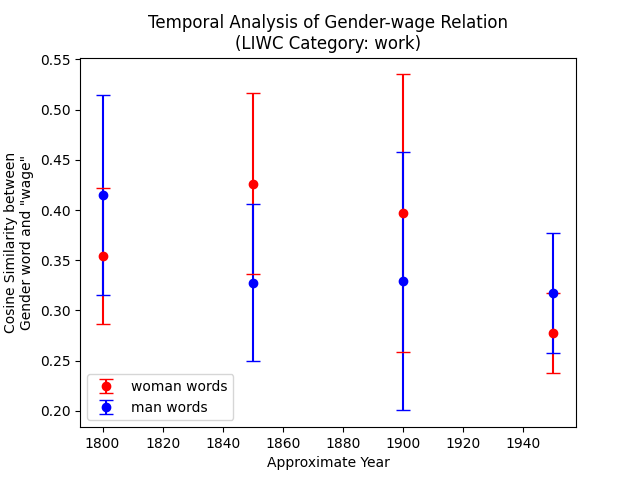 Temporal Analysis of Gender-wage Relation
(LIWC Category: work)
Cosine Similarity between
Gender word and "wage"
0.55
0.50
0.45
0.40
0.35
0.30
0.25
0.20
woman words
man words
1800 1820 1840 1860 1880 1900 1920 1940
Approximate Year